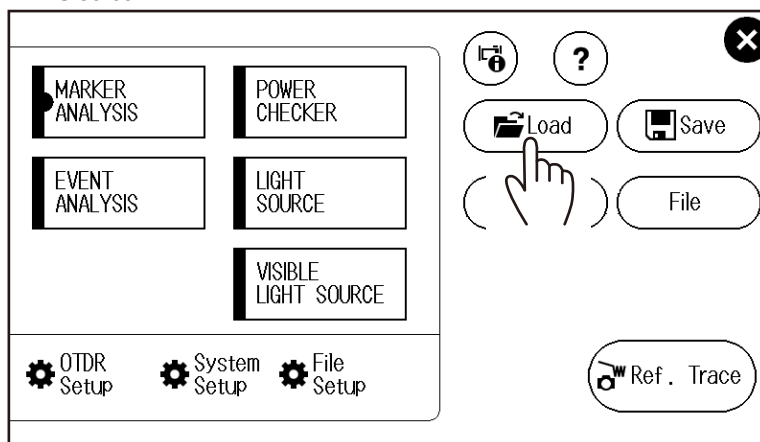 MARKER
ANALYSIS
POWER
CHECKER
EVENT
ANALYSIS
LIGHT
SOURCE
VISIBLE
LIGHT SOURCE
OTDR
Setup
System
Setup
File
Setup
?
Load
Save
File
Ref. Trace